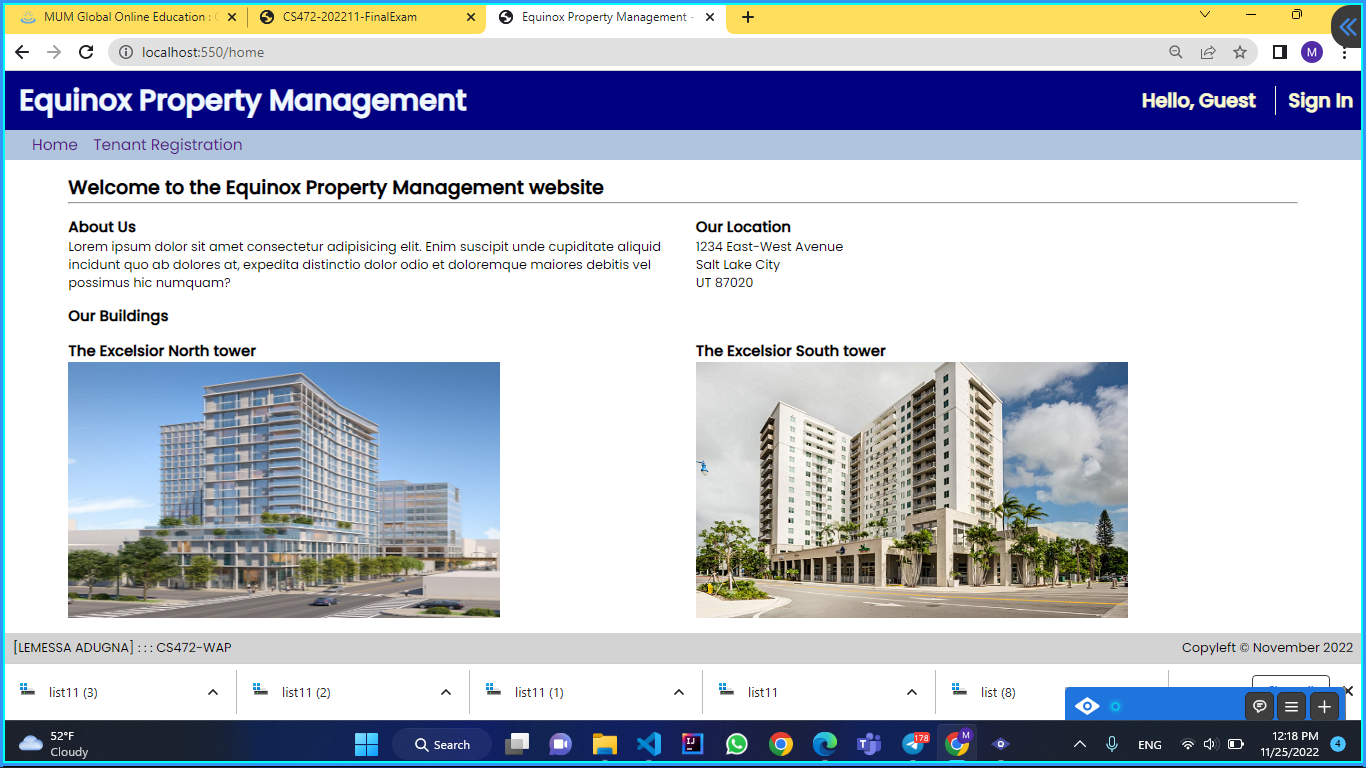 MUM Global Online Education :
CS472-202211-FinalExam
Equinox Property Management -
localhost:550/home
M
Equinox Property Management
Hello, Guest
Sign In
Home
Tenant Registration
Welcome to the Equinox Property Management website
About Us
Lorem ipsum dolor sit amet consectetur adipisicing elit. Enim suscipit unde cupiditate aliquid
incidunt quo ab dolores at, expedita distinctio dolor odio et doloremque maiores debitis vel
possimus hic numquam?
Our Location
1234 East-West Avenue
Salt Lake City
UT 87020
Our Buildings
The Excelsior North tower
The Excelsior South tower
[LEMESSA ADUGNA] : : : CS472-WAP
Copyleft © November 2022
list11 (3)
list11 (2)
list11 (1)
list11
list (8)
52°F
Cloudy
Search
178
M
ENG
12:18 PM
11/25/2022
4